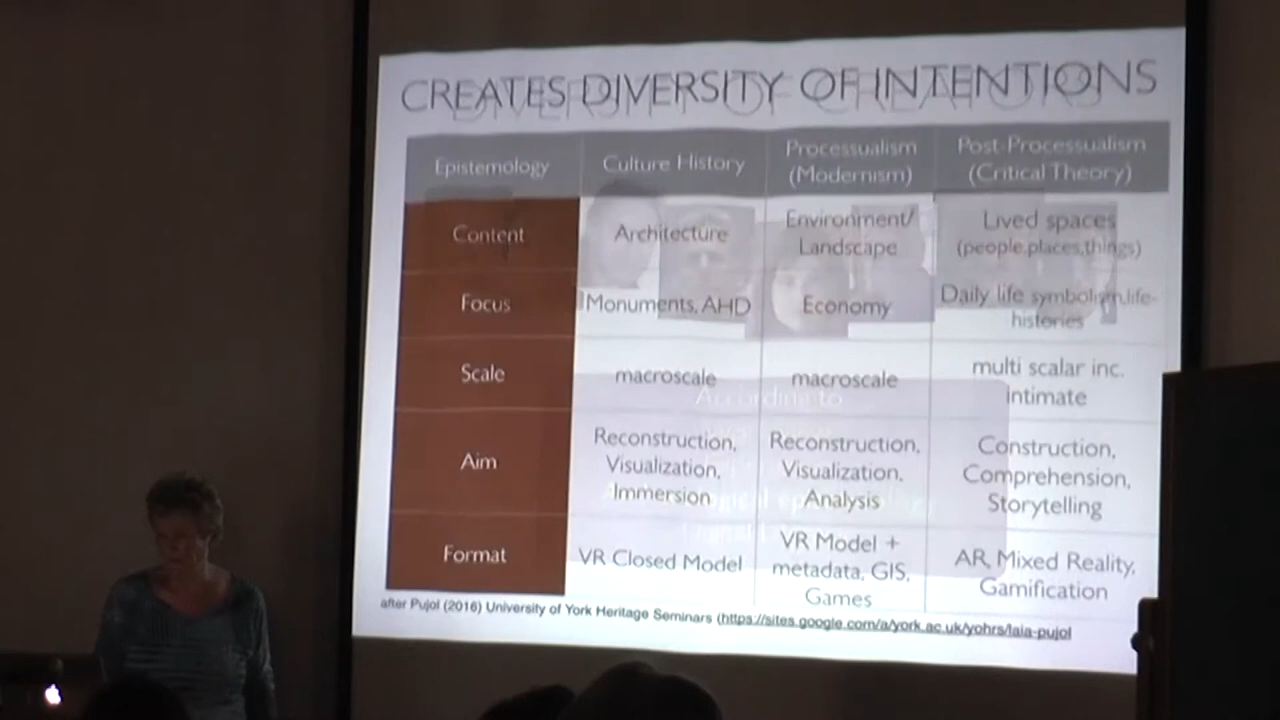 CREATES DIVERSITY OF INTENTIONS
Epistemology
Culture History
Processualism
(Modernism)
Post-Processualism
(Critical Theory)
Content
Architecture
Environment/
Landscape
Lived spaces
(people,places,things)
Focus
Monuments, AHD
Economy
Daily life symbolism,life-
histories
Scale
macroscale
macroscale
multi scalar inc.
intimate
According to
Aim
Reconstruction,
Visualization,
Immersion
Reconstruction,
Visualization,
Analysis
Construction,
Comprehension,
Storytelling
Format
VR Closed Model
VR Model +
metadata, GIS,
Games
AR, Mixed Reality,
Gamification
after Pujol (2016) University of York Heritage Seminars (https://sites.google.com/a/york.ac.uk/yohrs/laia-pujol